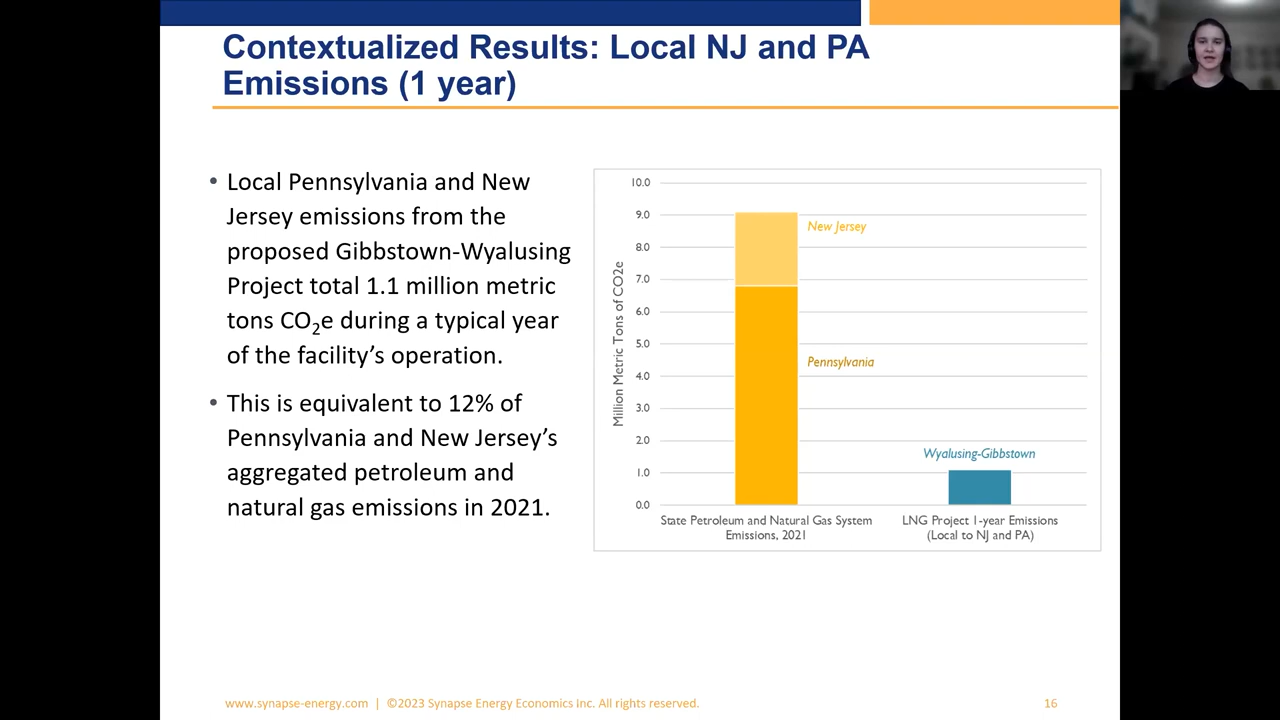 Contextualized Results: Local NJ and PA
Emissions (1 year)
• Local Pennsylvania and New
Jersey emissions from the
proposed Gibbstown-Wyalusing
Project total 1.1 million metric
tons CO₂e during a typical year
of the facility’s operation.
• This is equivalent to 12% of
Pennsylvania and New Jersey’s
aggregated petroleum and
natural gas emissions in 2021.
Million Metric Tons of CO2e
10.0
9.0
8.0
7.0
6.0
5.0
4.0
3.0
2.0
1.0
0.0
New Jersey
Pennsylvania
Wyalusing-Gibbstown
State Petroleum and Natural Gas System
Emissions, 2021
LNG Project 1-year Emissions
(Local to NJ and PA)
www.synapse-energy.com | ©2023 Synapse Energy Economics Inc. All rights reserved.
16